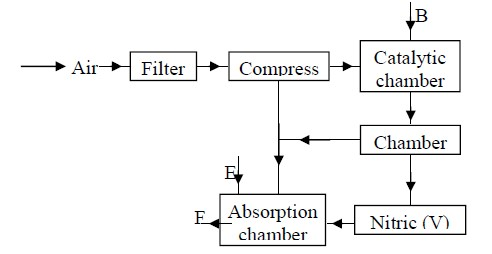 B
Air
Filter
Compress
Catalytic
chamber
Chamber
E
F
Absorption
chamber
Nitric (V)